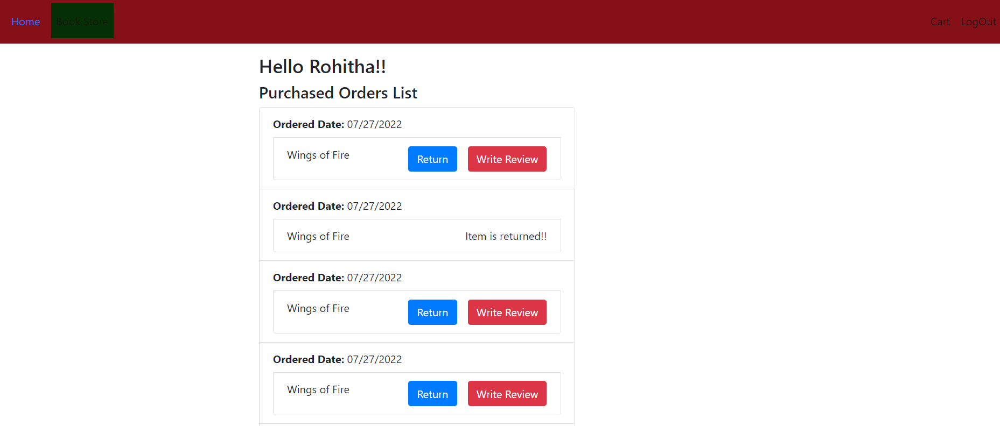 Home Book Store Cart LogOut
Hello Rohitha!!
Purchased Orders List
Ordered Date: 07/27/2022
Wings of Fire Return Write Review
Ordered Date: 07/27/2022
Wings of Fire Item is returned!!
Ordered Date: 07/27/2022
Wings of Fire Return Write Review
Ordered Date: 07/27/2022
Wings of Fire Return Write Review